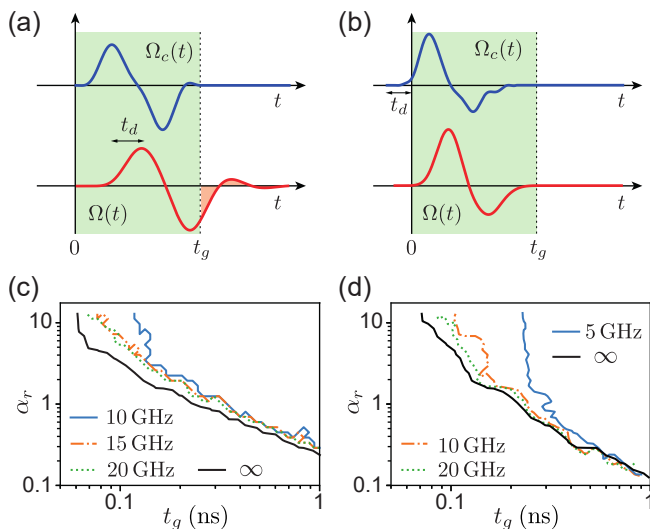 (a)
Ω_c(t)
t
t_d
Ω(t)
t
0
t_g
(b)
Ω_c(t)
t_d
t
Ω(t)
t
0
t_g
(c)
10
α_r
1
0.1
10 GHz
15 GHz
20 GHz
∞
0.1
1
t_g (ns)
(d)
10
α_r
1
0.1
5 GHz
∞
10 GHz
20 GHz
0.1
1
t_g (ns)